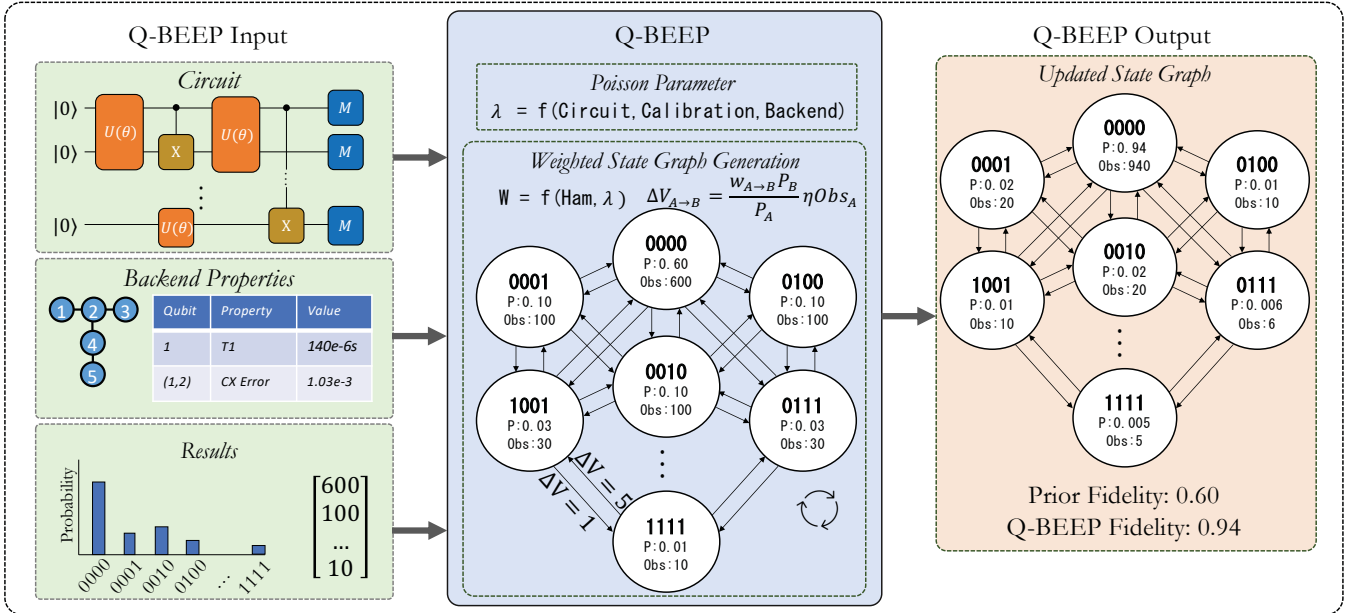 Q-BEEP Input
Circuit
|0⟩
U(θ)
U(θ)
M
|0⟩
X
M
⋮
...
|0⟩
U(θ)
X
M
Backend Properties
1 2 3
4
5
Qubit Property Value
1 T1 140e-6s
(1,2) CX Error 1.03e-3
Results
Probability
0000 0001 0010 0100 ... 1111
600
100
...
10
Q-BEEP
Poisson Parameter
λ = f(Circuit,Calibration,Backend)
Weighted State Graph Generation
W = f(Ham,λ) ΔV_{A→B} = \frac{w_{A→B} P_B}{P_A} ηObs_A
0000
P:0.60
Obs:600
0001
P:0.10
Obs:100
0100
P:0.10
Obs:100
0010
P:0.10
Obs:100
1001
P:0.03
Obs:30
0111
P:0.03
Obs:30
⋮
ΔV = 5
ΔV = 1
1111
P:0.01
Obs:10
Q-BEEP Output
Updated State Graph
0000
P:0.94
Obs:940
0001
P:0.02
Obs:20
0100
P:0.01
Obs:10
0010
P:0.02
Obs:20
1001
P:0.01
Obs:10
0111
P:0.006
Obs:6
⋮
1111
P:0.005
Obs:5
Prior Fidelity: 0.60
Q-BEEP Fidelity: 0.94